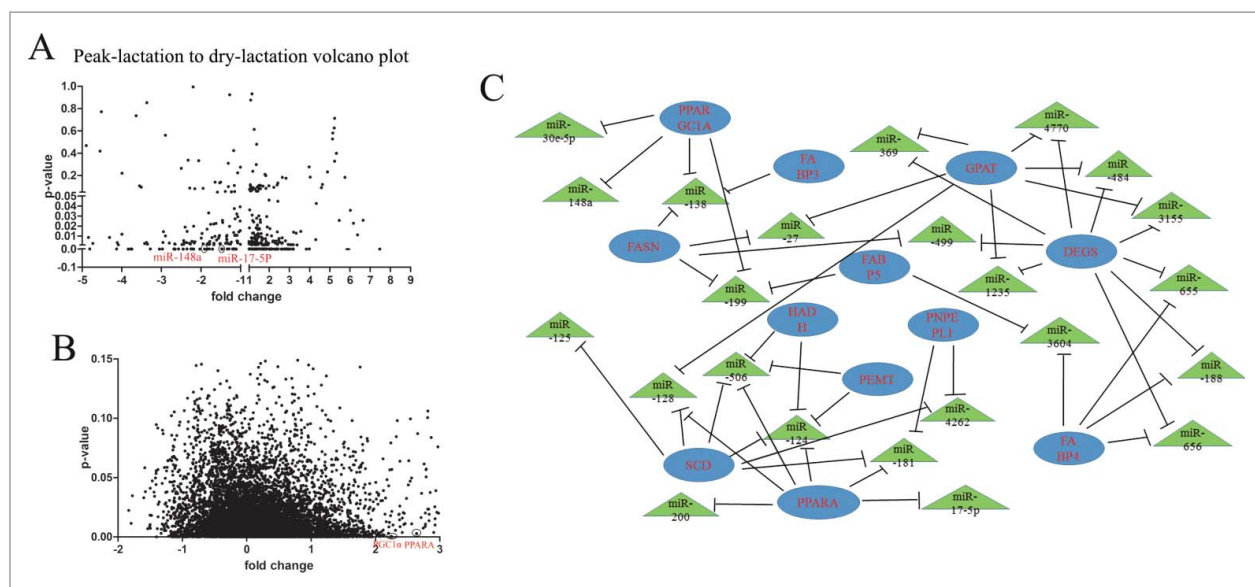 A
Peak-lactation to dry-lactation volcano plot
p-value
1.0
0.8
0.6
0.4
0.2
0.05
0.04
0.03
0.02
0.01
0.01
0.0
-0.1
miR-148a
miR-17-5P
-5
-4
-3
-2
-1
1
2
3
4
5
6
7
8
9
fold change
B
p-value
0.15
0.10
0.05
0.00
PGC1α PPARA
-2
-1
0
1
2
3
fold change
C
PPAR
GC1A
miR-
30e-5p
miR-
148a
miR
-138
FA
BP3
miR
-369
GPAT
miR-
4770
miR
-484
miR-
3155
FASN
miR
-27
miR
-499
DEGS
miR
-199
FAB
P5
miR
1235
miR-
655
miR
-125
HAD
H
PNPE
PL1
miR-
3604
miR
-506
miR
-128
PEMT
miR
-188
miR-
4262
miR
-124
SCD
miR
-181
FA
BP4
miR-
656
miR-
200
PPARA
miR-
17-5p